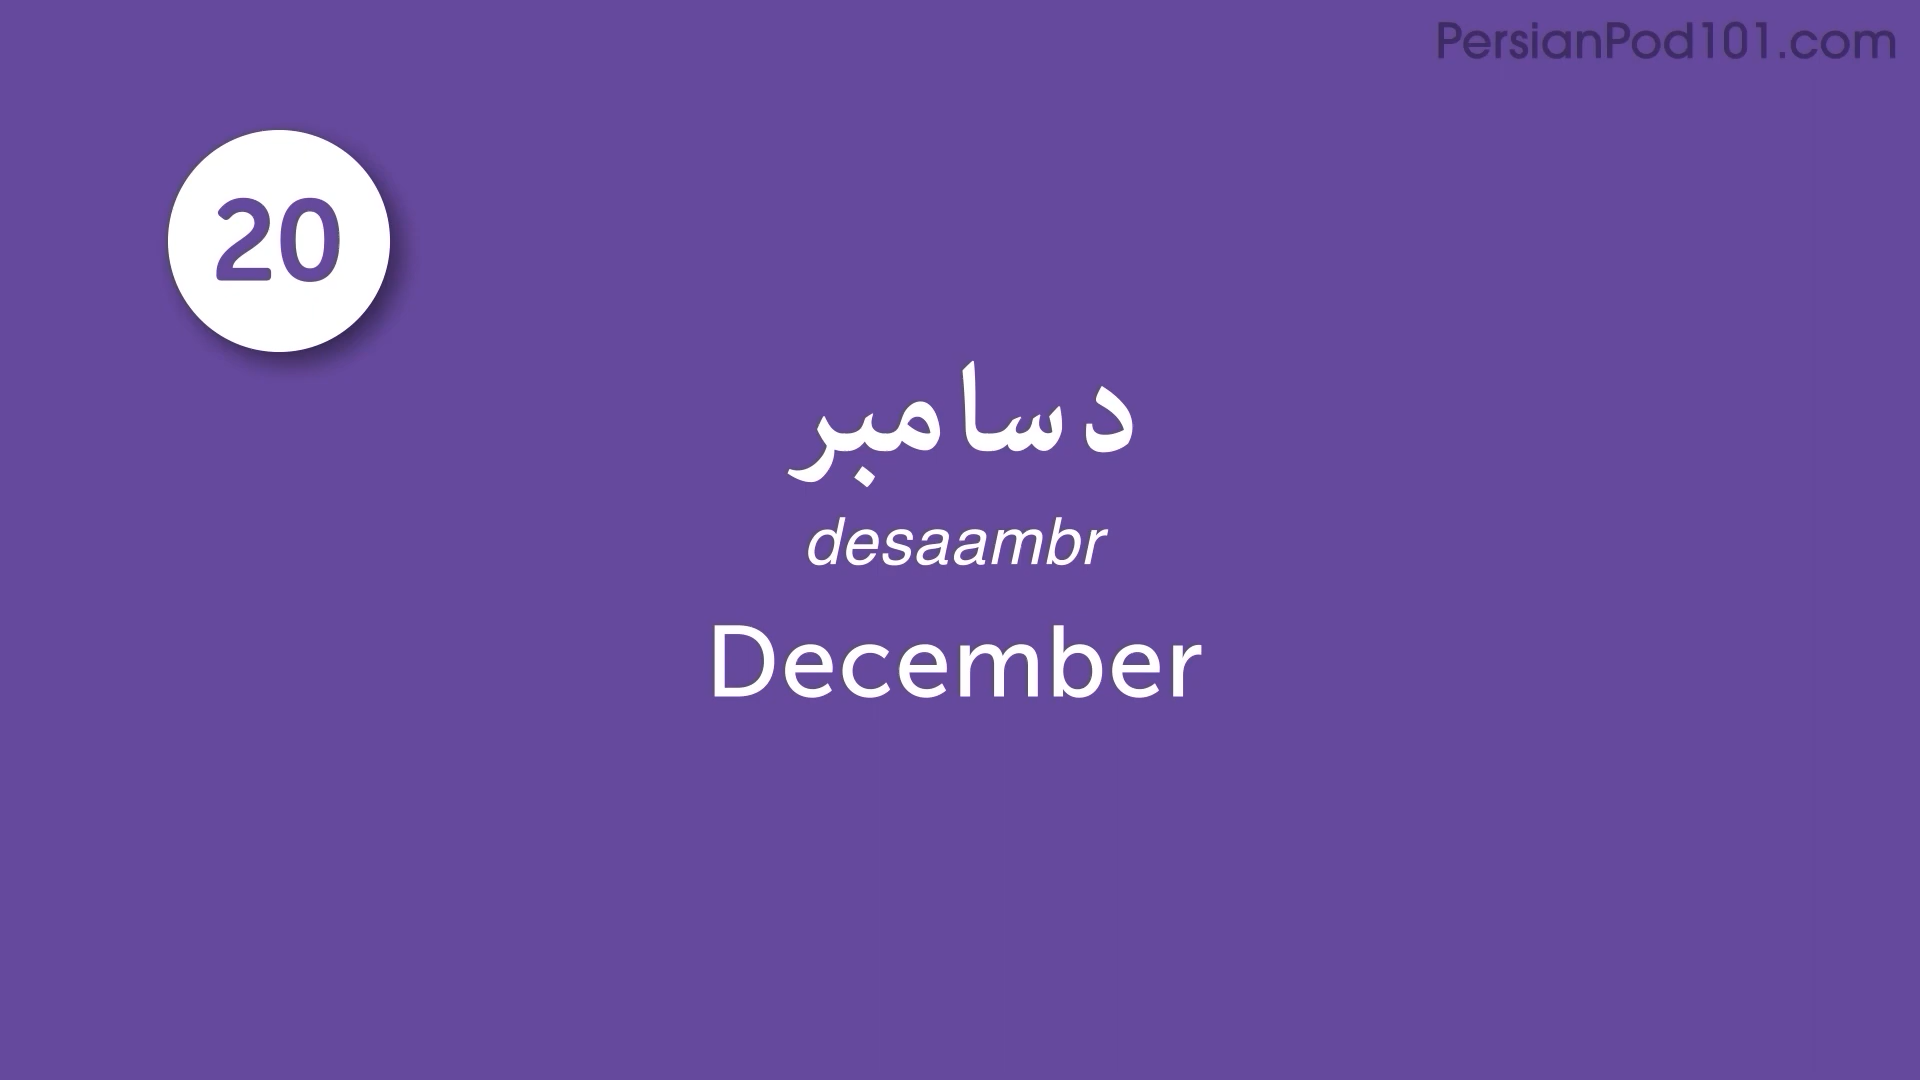 PersianPod101.com
20
دسامبر
desaambr
December